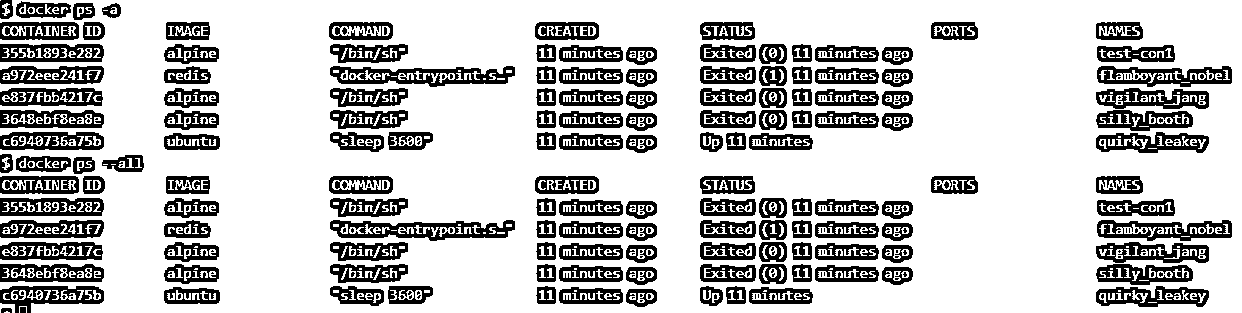 $ docker ps -a
CONTAINER ID IMAGE COMMAND CREATED STATUS PORTS NAMES
355b1893e282 alpine "/bin/sh" 11 minutes ago Exited (0) 11 minutes ago test-con1
a972eee241f7 redis "docker-entrypoint.s…" 11 minutes ago Exited (1) 11 minutes ago flamboyant_nobel
e837fbb4217c alpine "/bin/sh" 11 minutes ago Exited (0) 11 minutes ago vigilant_jang
3648ebf8ea8e alpine "/bin/sh" 11 minutes ago Exited (0) 11 minutes ago silly_booth
c6940736a75b ubuntu "sleep 3600" 11 minutes ago Up 11 minutes quirky_leakey
$ docker ps --all
CONTAINER ID IMAGE COMMAND CREATED STATUS PORTS NAMES
355b1893e282 alpine "/bin/sh" 11 minutes ago Exited (0) 11 minutes ago test-con1
a972eee241f7 redis "docker-entrypoint.s…" 11 minutes ago Exited (1) 11 minutes ago flamboyant_nobel
e837fbb4217c alpine "/bin/sh" 11 minutes ago Exited (0) 11 minutes ago vigilant_jang
3648ebf8ea8e alpine "/bin/sh" 11 minutes ago Exited (0) 11 minutes ago silly_booth
c6940736a75b ubuntu "sleep 3600" 11 minutes ago Up 11 minutes quirky_leakey